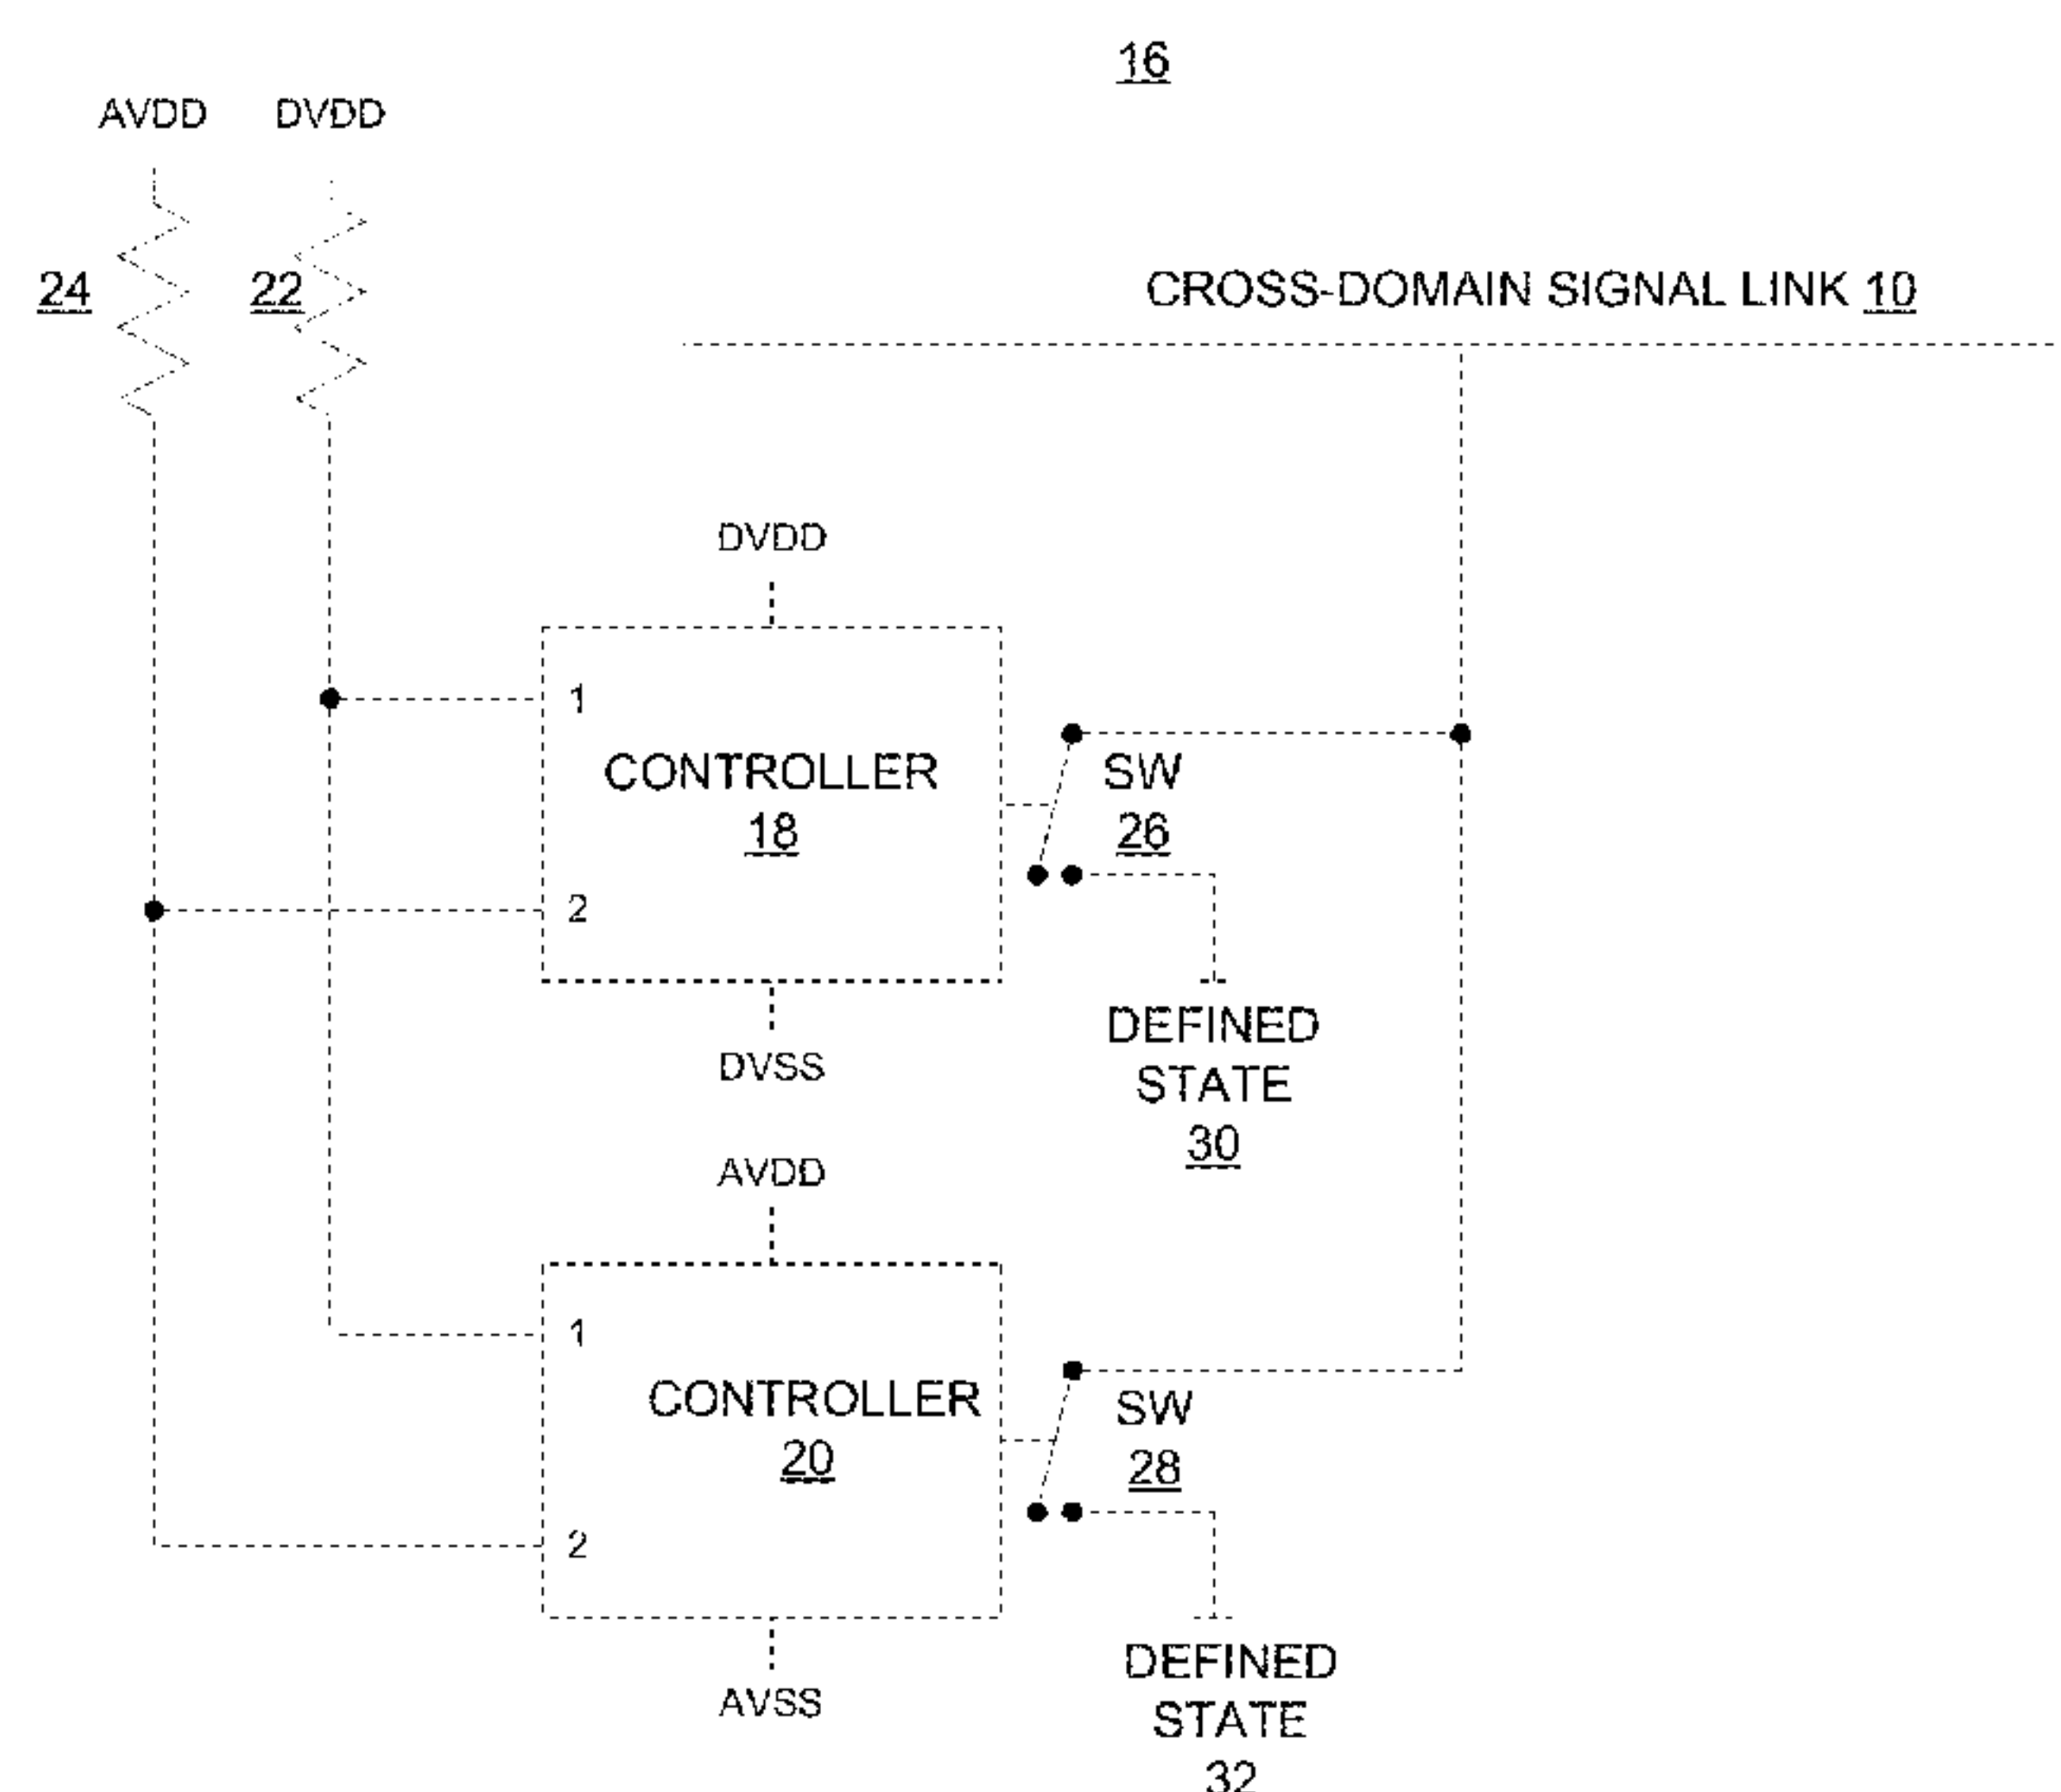 16
AVDD DVDD
24 22
CROSS-DOMAIN SIGNAL LINK 10
DVDD
1
CONTROLLER
18
2
SW
26
DVSS
DEFINED
STATE
30
AVDD
1
CONTROLLER
20
2
SW
28
AVSS
DEFINED
STATE
32